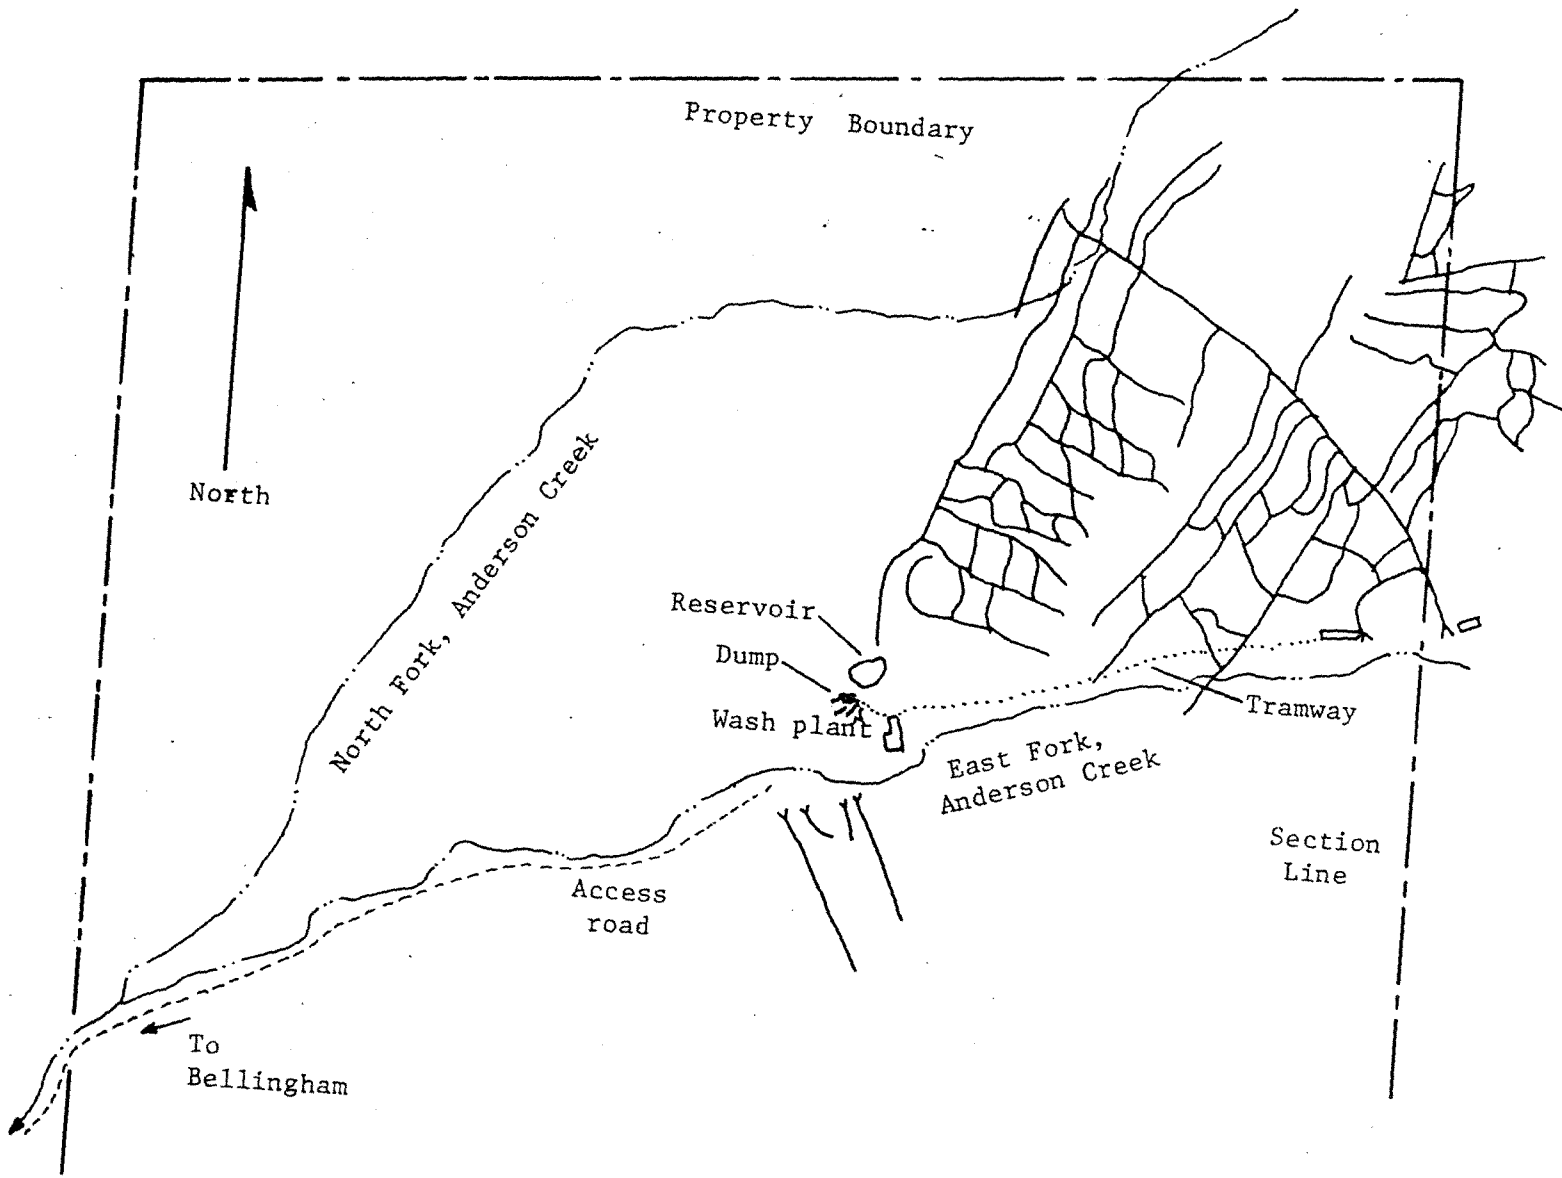 Property Boundary
North
North Fork, Anderson Creek
Reservoir
Dump
Wash plant
Tramway
East Fork,
Anderson Creek
Section
Line
Access
road
To
Bellingham